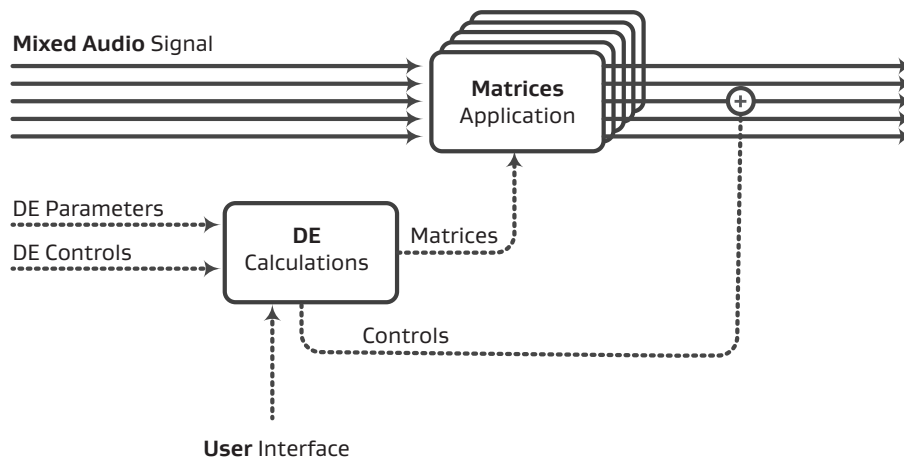 Mixed Audio Signal
Matrices
Application
+
DE Parameters
DE Controls
DE
Calculations
Matrices
Controls
User Interface